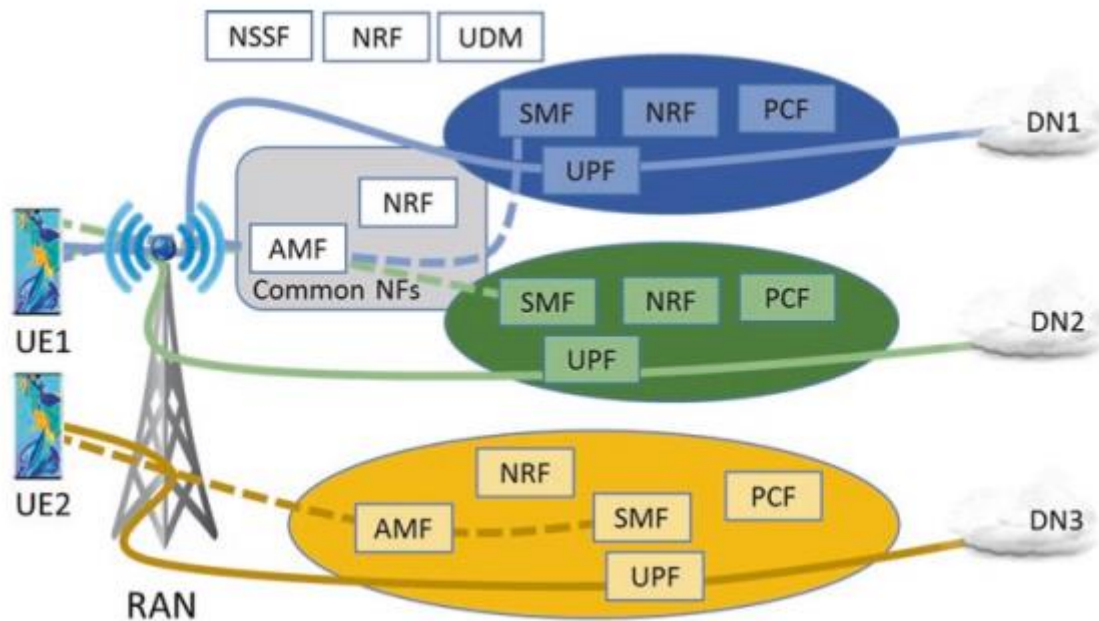 NSSF NRF UDM
SMF NRF PCF
DN1
UPF
NRF
AMF
Common NFs
UE1
SMF NRF PCF
DN2
UPF
UE2
NRF
PCF
AMF SMF
DN3
UPF
RAN